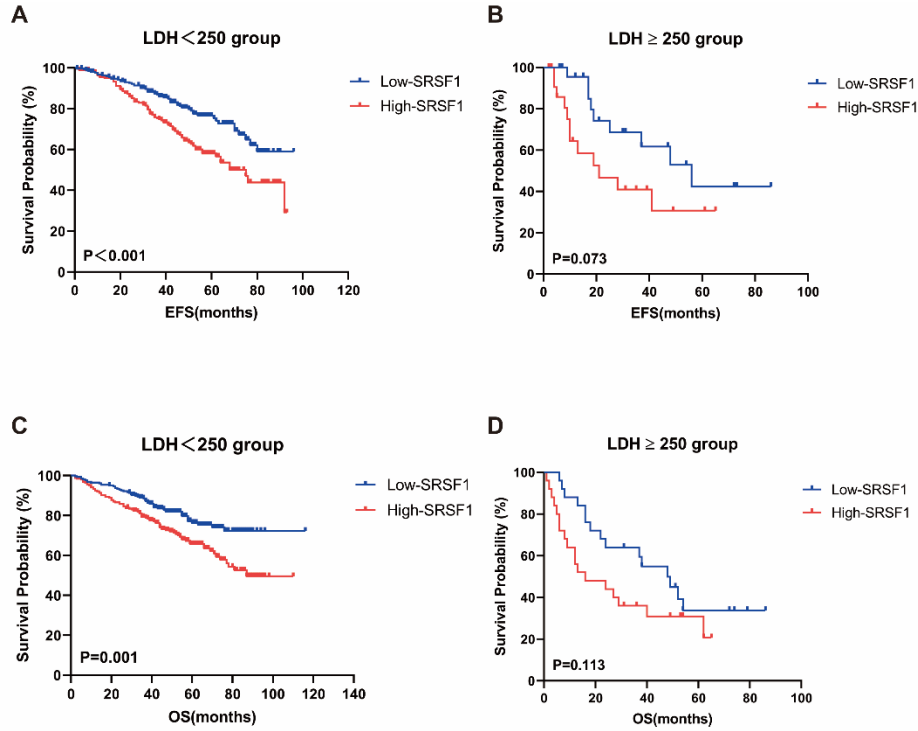 A
LDH＜250 group
Survival Probability (%)
100
80
60
40
20
0
0 20 40 60 80 100 120
EFS(months)
P＜0.001
Low-SRSF1
High-SRSF1
B
LDH ≥ 250 group
Survival Probability (%)
100
80
60
40
20
0
0 20 40 60 80 100
EFS(months)
P=0.073
Low-SRSF1
High-SRSF1
C
LDH＜250 group
Survival Probability (%)
100
80
60
40
20
0
0 20 40 60 80 100 120 140
OS(months)
P=0.001
Low-SRSF1
High-SRSF1
D
LDH ≥ 250 group
Survival Probability (%)
100
80
60
40
20
0
0 20 40 60 80 100
OS(months)
P=0.113
Low-SRSF1
High-SRSF1